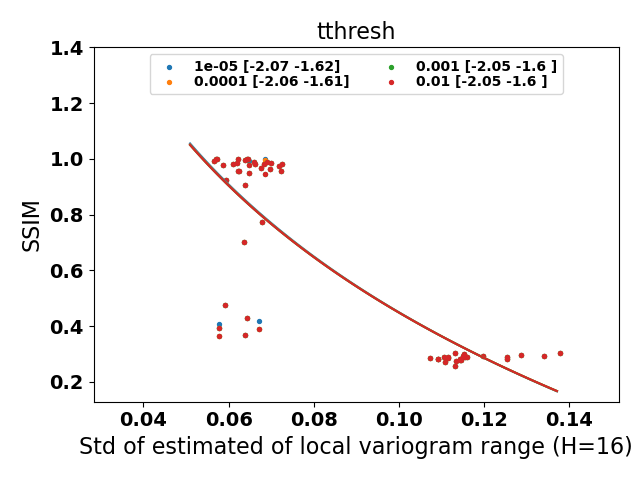 tthresh
1e-05 [-2.07 -1.62]
0.0001 [-2.06 -1.61]
0.001 [-2.05 -1.6 ]
0.01 [-2.05 -1.6 ]
SSIM
1.4
1.2
1.0
0.8
0.6
0.4
0.2
0.04 0.06 0.08 0.10 0.12 0.14
Std of estimated of local variogram range (H=16)